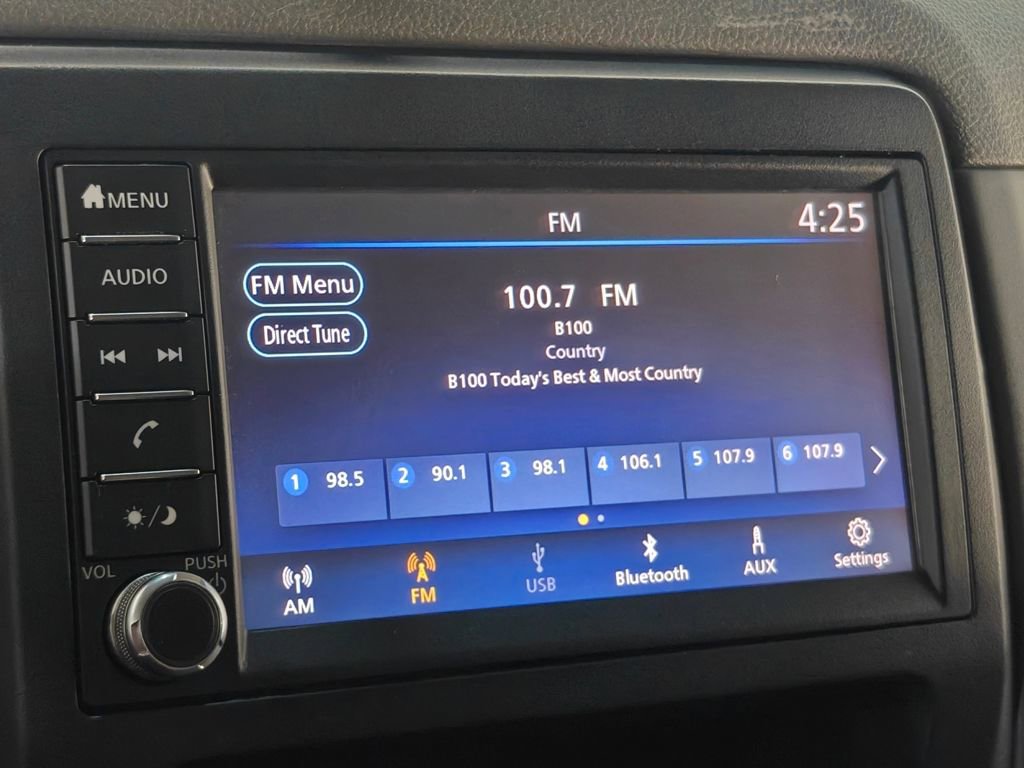 MENU
AUDIO
VOL
PUSH
FM
4:25
FM Menu
Direct Tune
100.7 FM
B100
Country
B100 Today's Best & Most Country
1 98.5
2 90.1
3 98.1
4 106.1
5 107.9
6 107.9
AM
FM
USB
Bluetooth
AUX
Settings